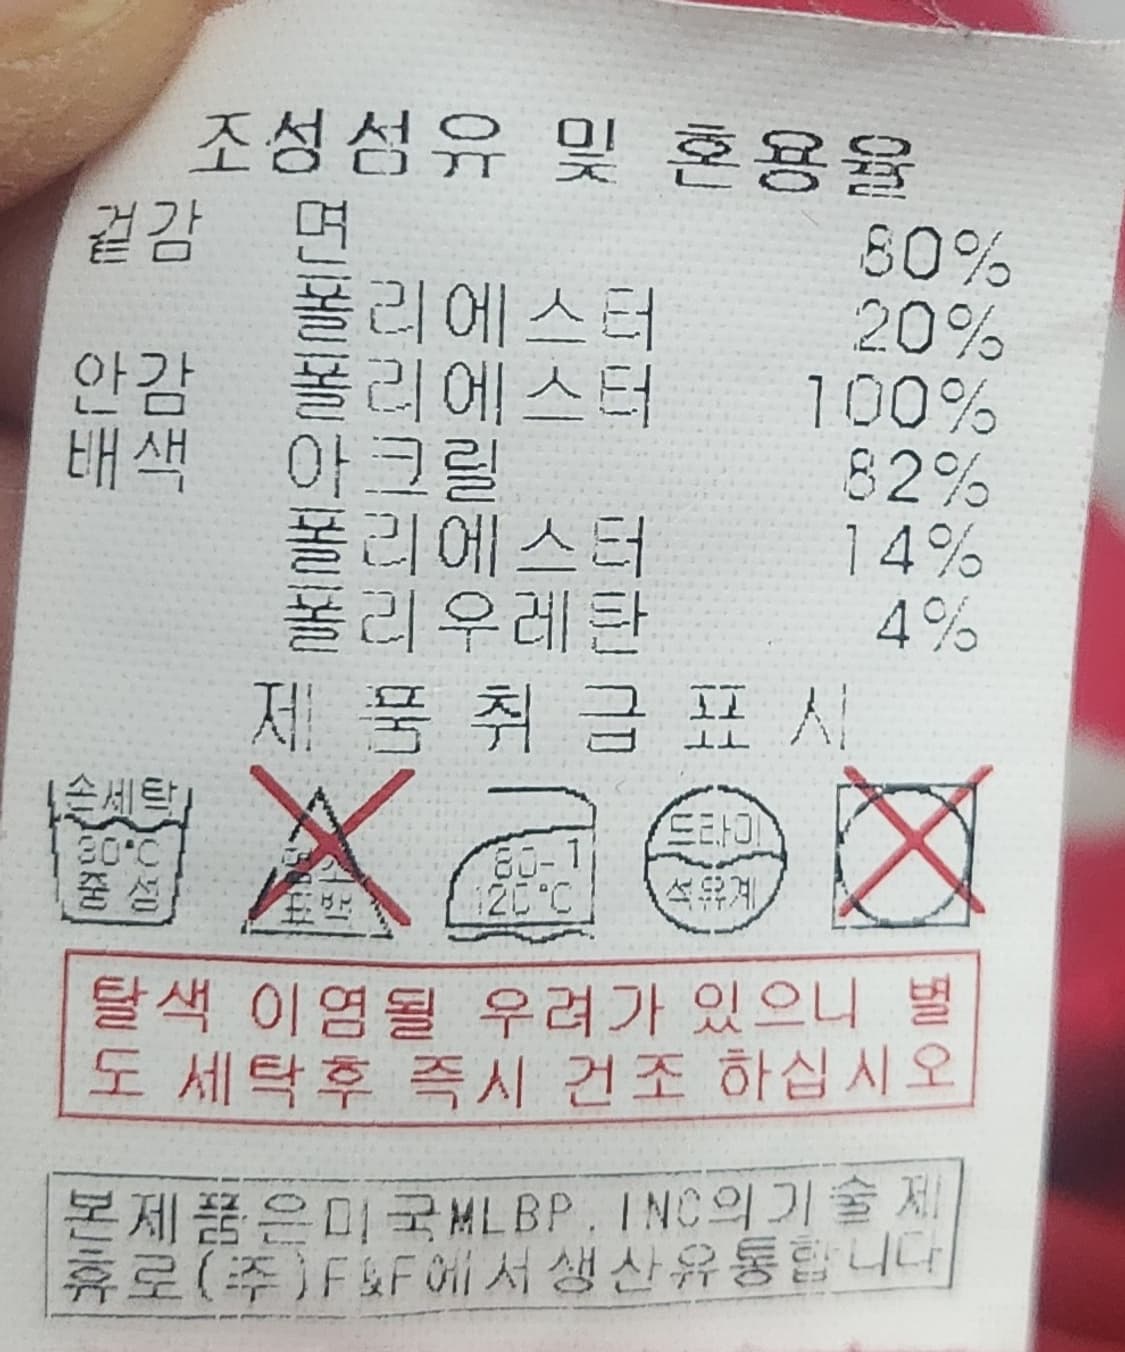 조성섬유 및 혼용율
겉감 면 80%
폴리에스터 20%
안감 폴리에스터 100%
배색 아크릴 82%
폴리에스터 14%
폴리우레탄 4%
제품취급표시
손세탁
30°C
중성
염소
표백
80-1
120°C
드라이
석유계
탈색 이염될 우려가 있으니 별
도 세탁후 즉시 건조 하십시오
본제품은미국MLBP.INC의기술제
휴로(주)F&F에서생산유통합니다